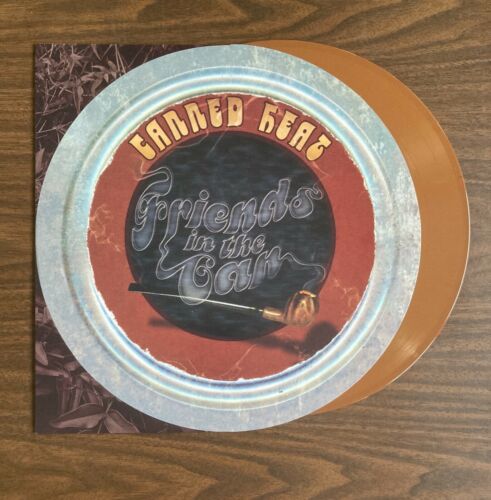 CANNED HEAT
Friends
in the
Can